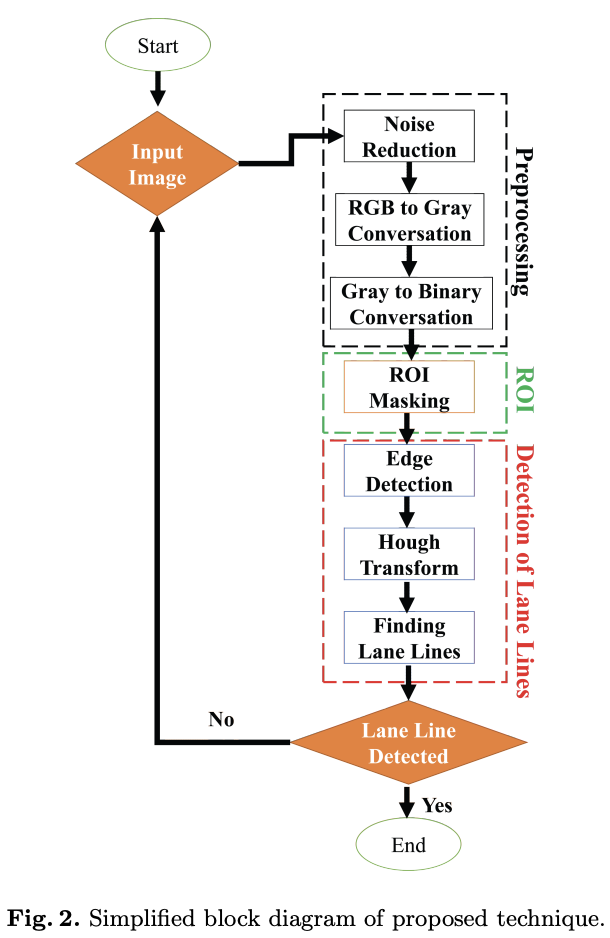 Start
Input
Image
Noise
Reduction
RGB to Gray
Conversation
Gray to Binary
Conversation
Preprocessing
ROI
Masking
ROI
Edge
Detection
Hough
Transform
Finding
Lane Lines
Detection of Lane Lines
Lane Line
Detected
No
Yes
End
Fig. 2. Simplified block diagram of proposed technique.